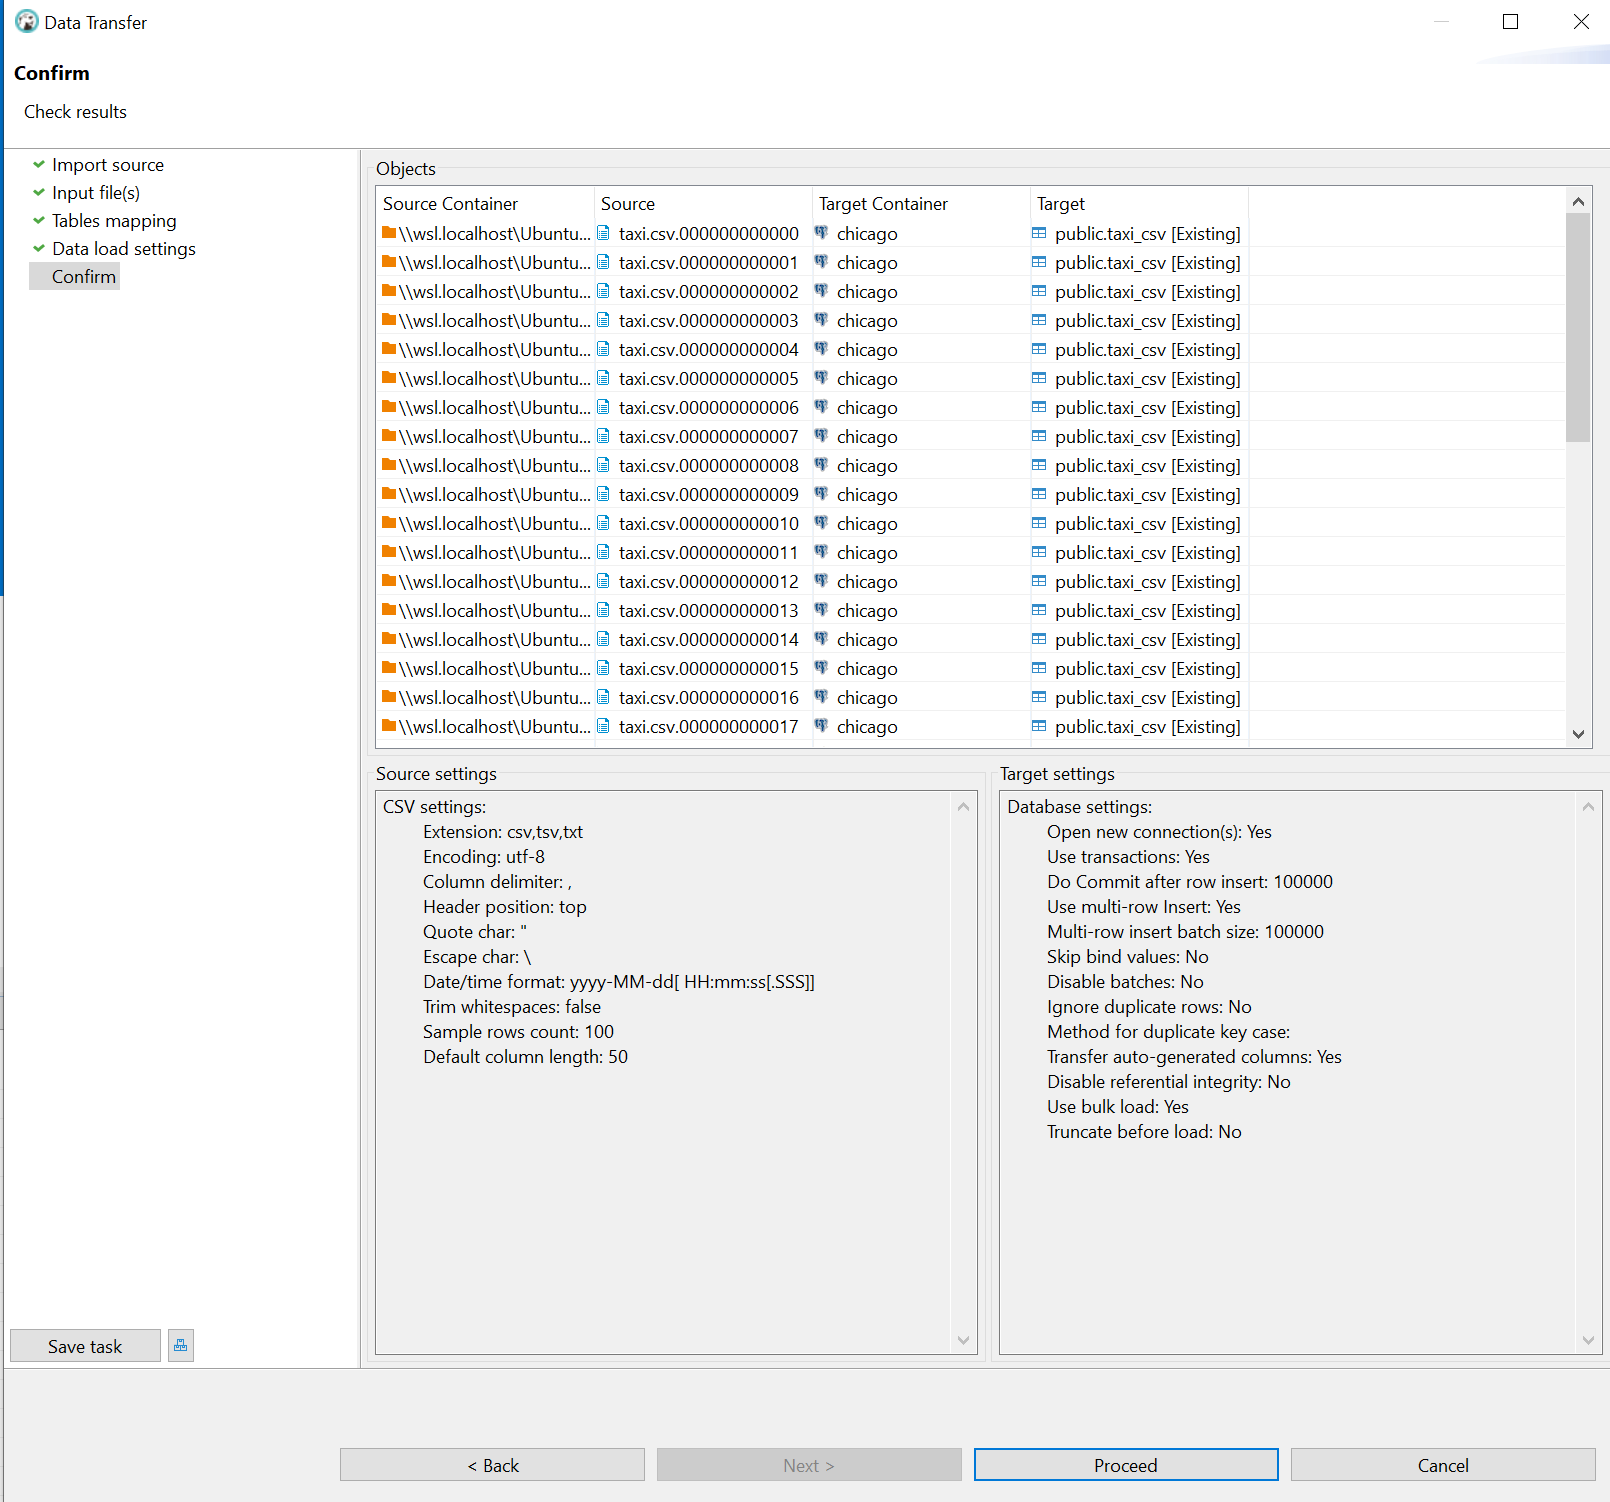 Data Transfer
Confirm
Check results
Import source
Input file(s)
Tables mapping
Data load settings
Confirm
Objects
Source Container Source Target Container Target
\\wsl.localhost\Ubuntu... taxi.csv.000000000000 chicago public.taxi_csv [Existing]
\\wsl.localhost\Ubuntu... taxi.csv.000000000001 chicago public.taxi_csv [Existing]
\\wsl.localhost\Ubuntu... taxi.csv.000000000002 chicago public.taxi_csv [Existing]
\\wsl.localhost\Ubuntu... taxi.csv.000000000003 chicago public.taxi_csv [Existing]
\\wsl.localhost\Ubuntu... taxi.csv.000000000004 chicago public.taxi_csv [Existing]
\\wsl.localhost\Ubuntu... taxi.csv.000000000005 chicago public.taxi_csv [Existing]
\\wsl.localhost\Ubuntu... taxi.csv.000000000006 chicago public.taxi_csv [Existing]
\\wsl.localhost\Ubuntu... taxi.csv.000000000007 chicago public.taxi_csv [Existing]
\\wsl.localhost\Ubuntu... taxi.csv.000000000008 chicago public.taxi_csv [Existing]
\\wsl.localhost\Ubuntu... taxi.csv.000000000009 chicago public.taxi_csv [Existing]
\\wsl.localhost\Ubuntu... taxi.csv.000000000010 chicago public.taxi_csv [Existing]
\\wsl.localhost\Ubuntu... taxi.csv.000000000011 chicago public.taxi_csv [Existing]
\\wsl.localhost\Ubuntu... taxi.csv.000000000012 chicago public.taxi_csv [Existing]
\\wsl.localhost\Ubuntu... taxi.csv.000000000013 chicago public.taxi_csv [Existing]
\\wsl.localhost\Ubuntu... taxi.csv.000000000014 chicago public.taxi_csv [Existing]
\\wsl.localhost\Ubuntu... taxi.csv.000000000015 chicago public.taxi_csv [Existing]
\\wsl.localhost\Ubuntu... taxi.csv.000000000016 chicago public.taxi_csv [Existing]
\\wsl.localhost\Ubuntu... taxi.csv.000000000017 chicago public.taxi_csv [Existing]
Source settings
CSV settings:
Extension: csv,tsv,txt
Encoding: utf-8
Column delimiter: ,
Header position: top
Quote char: "
Escape char: \
Date/time format: yyyy-MM-dd[ HH:mm:ss[.SSS]]
Trim whitespaces: false
Sample rows count: 100
Default column length: 50
Target settings
Database settings:
Open new connection(s): Yes
Use transactions: Yes
Do Commit after row insert: 100000
Use multi-row Insert: Yes
Multi-row insert batch size: 100000
Skip bind values: No
Disable batches: No
Ignore duplicate rows: No
Method for duplicate key case:
Transfer auto-generated columns: Yes
Disable referential integrity: No
Use bulk load: Yes
Truncate before load: No
Save task
< Back
Next >
Proceed
Cancel